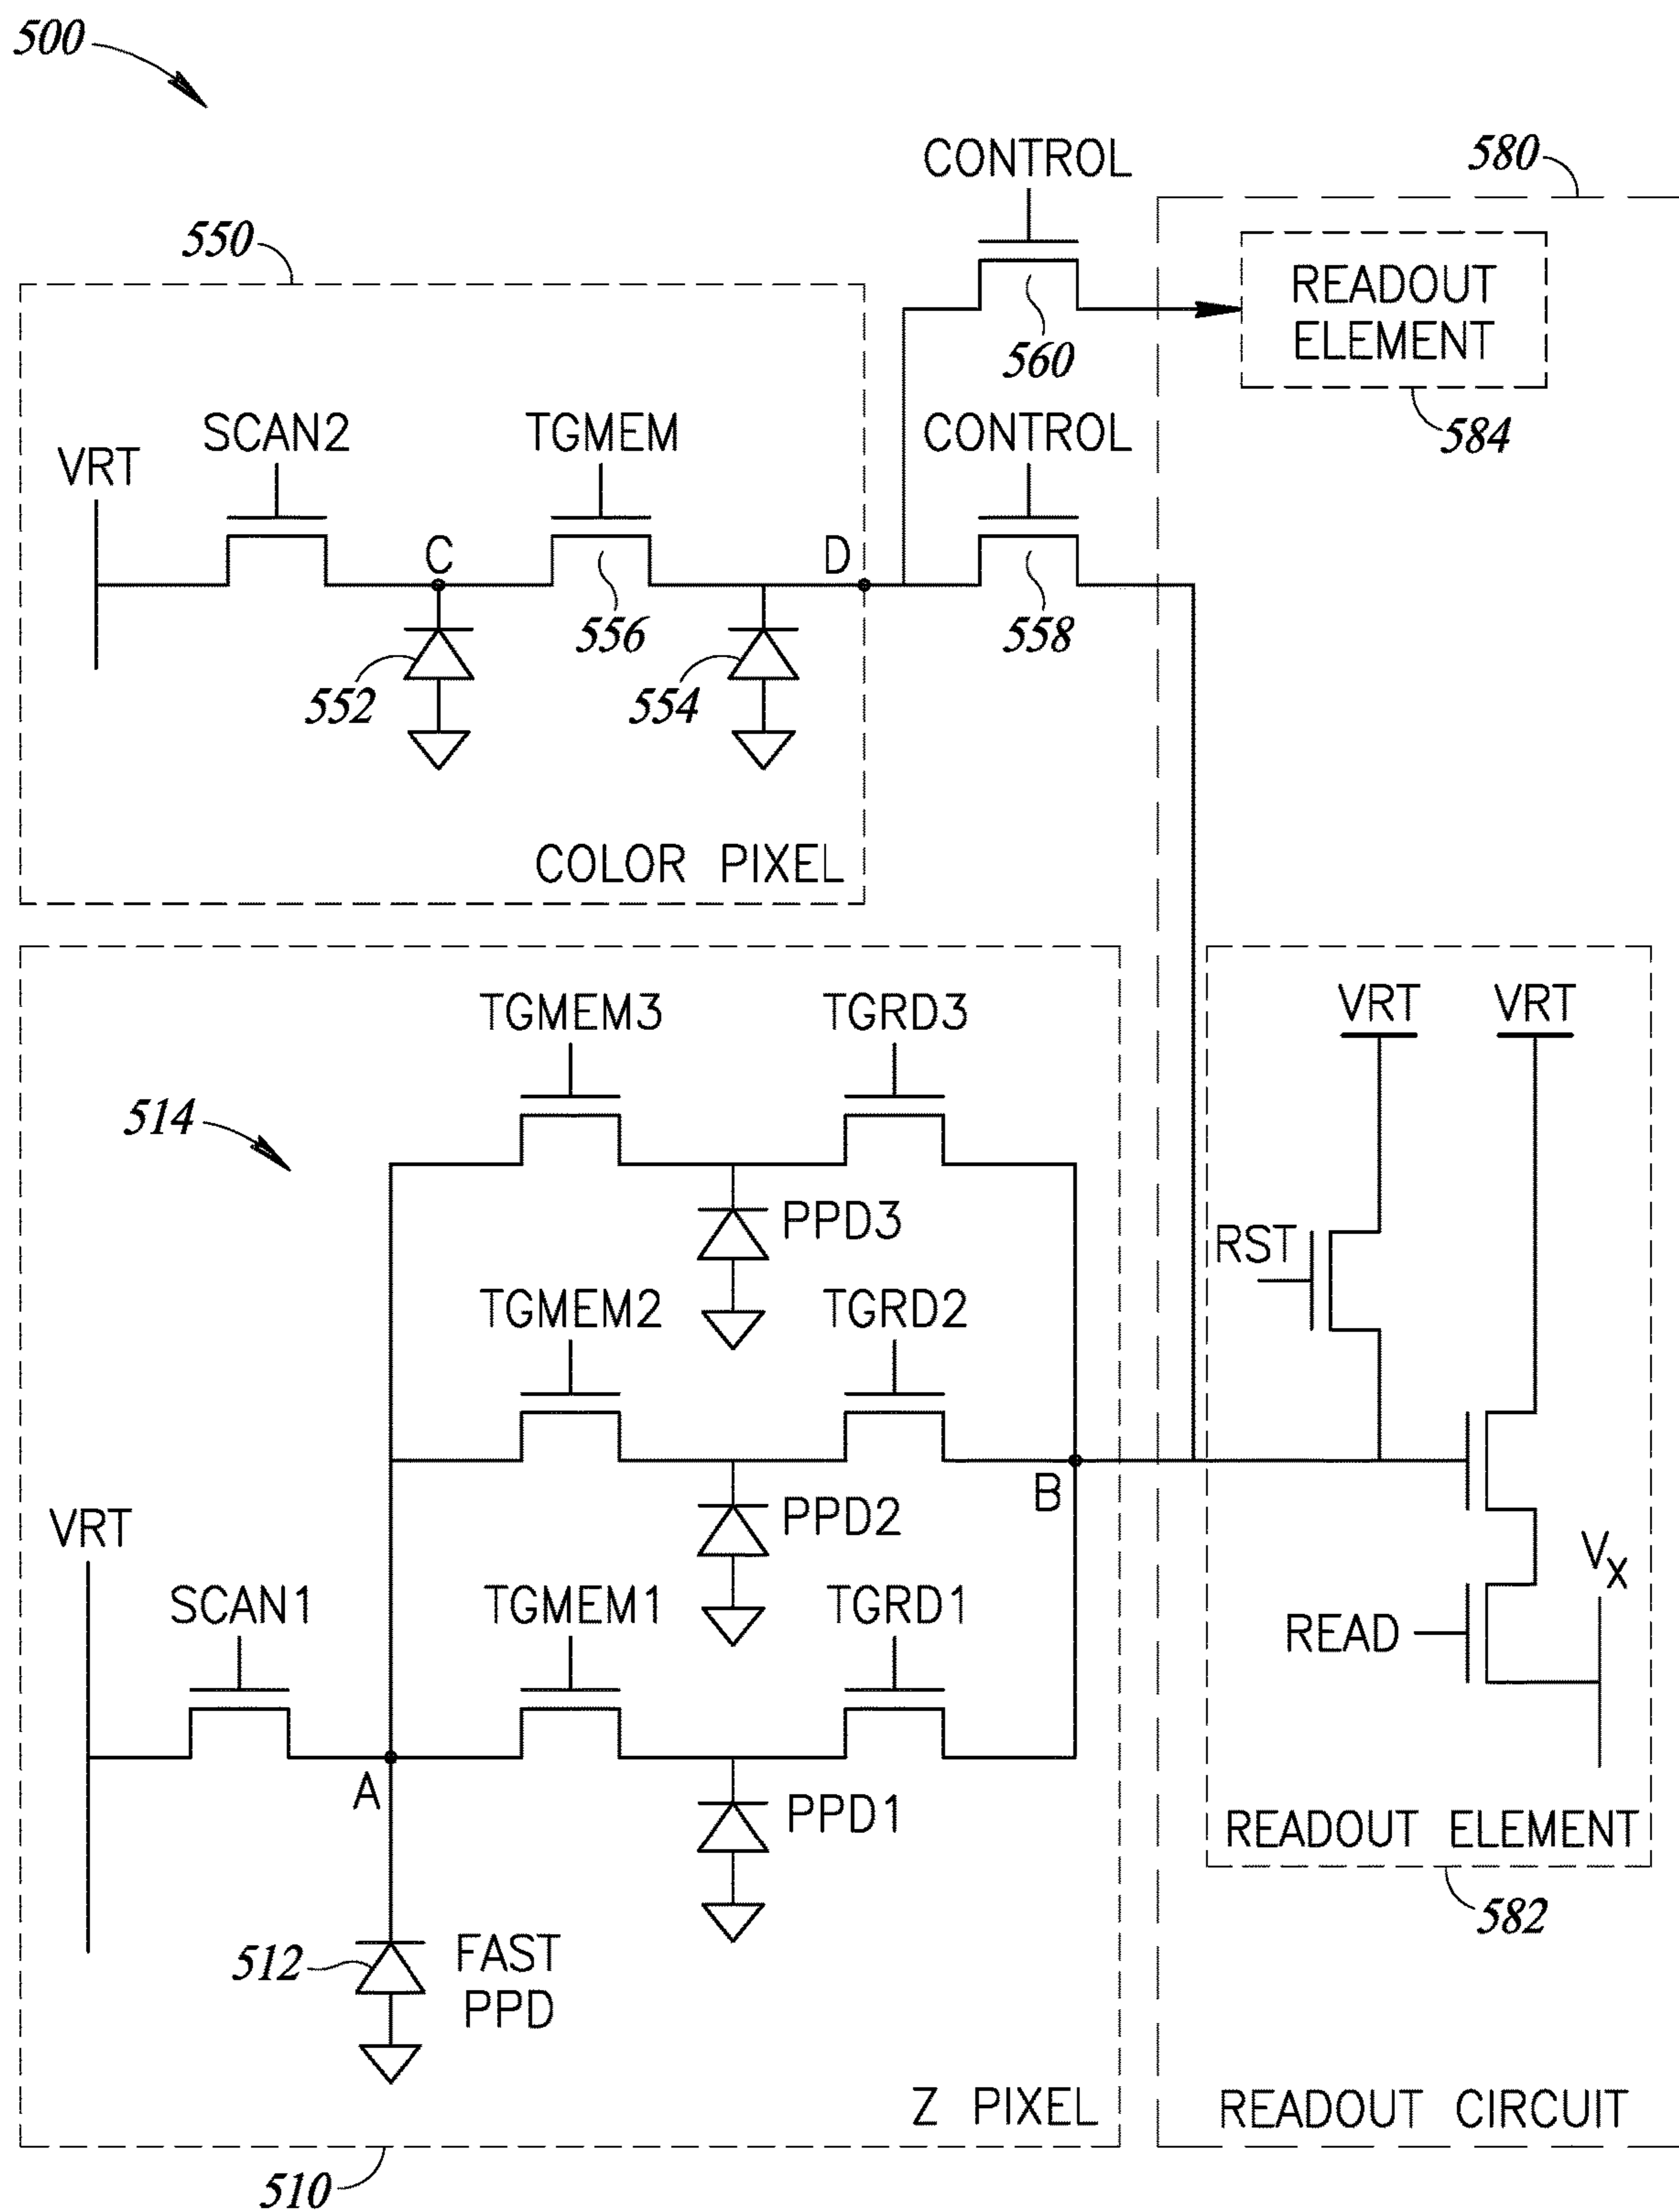 500
CONTROL
580
550
READOUT
ELEMENT
560
584
SCAN2
TGMEM
CONTROL
VRT
C
D
556
558
552
554
COLOR PIXEL
TGMEM3
TGRD3
VRT
VRT
514
PPD3
RST
TGMEM2
TGRD2
B
PPD2
VRT
V_X
SCAN1
TGMEM1
TGRD1
READ
A
PPD1
READOUT ELEMENT
582
512
FAST
PPD
Z PIXEL
READOUT CIRCUIT
510